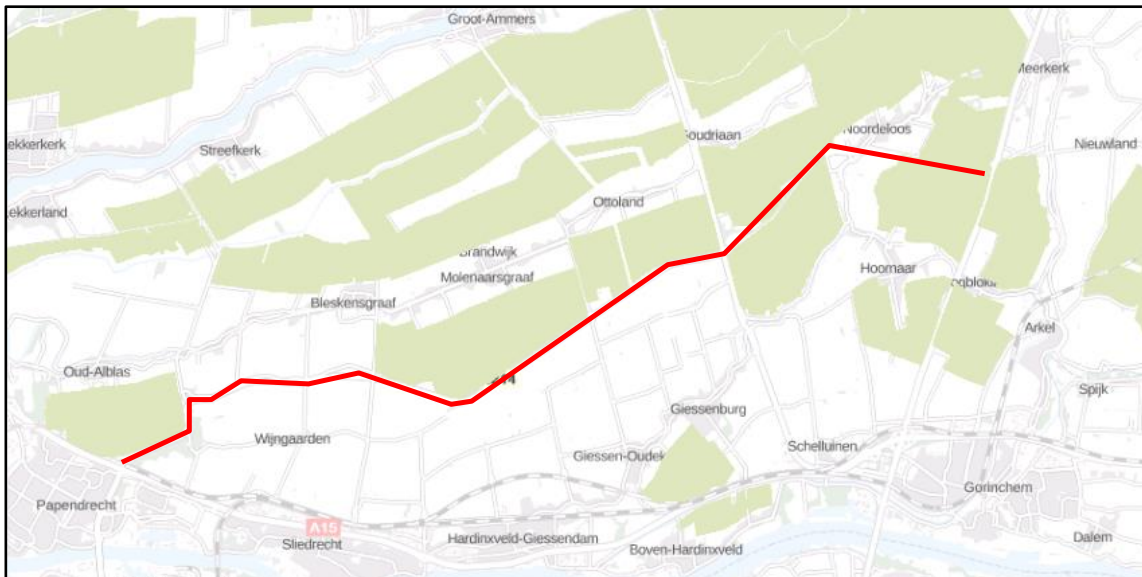 Groot-Ammers
Meerkerk
Noordeloos
Goudriaan
Nieuwland
ekkerkerk
Streefkerk
Ottoland
ekkerland
Brandwijk
Hoornaar
Molenaarsgraaf
Bleskensgraaf
Arkel
Oud-Alblas
Spijk
Giessenburg
Wijngaarden
Schelluinen
Giessen-Oudek
Gorinchem
Papendrecht
A15
Sliedrecht
Hardinxveld-Giessendam
Dalem
Boven-Hardinxveld